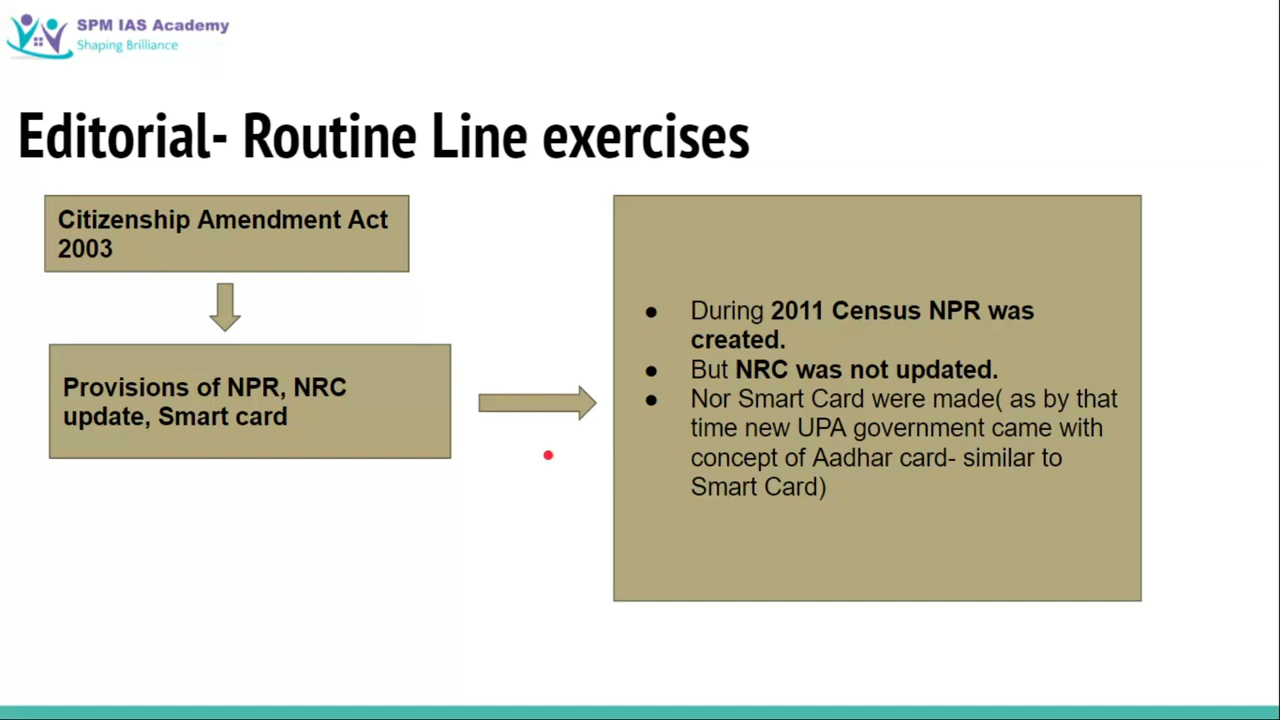 SPM IAS Academy
Shaping Brilliance
Editorial- Routine Line exercises
Citizenship Amendment Act
2003
Provisions of NPR, NRC
update, Smart card
● During 2011 Census NPR was
created.
● But NRC was not updated.
● Nor Smart Card were made( as by that
time new UPA government came with
concept of Aadhar card- similar to
Smart Card)